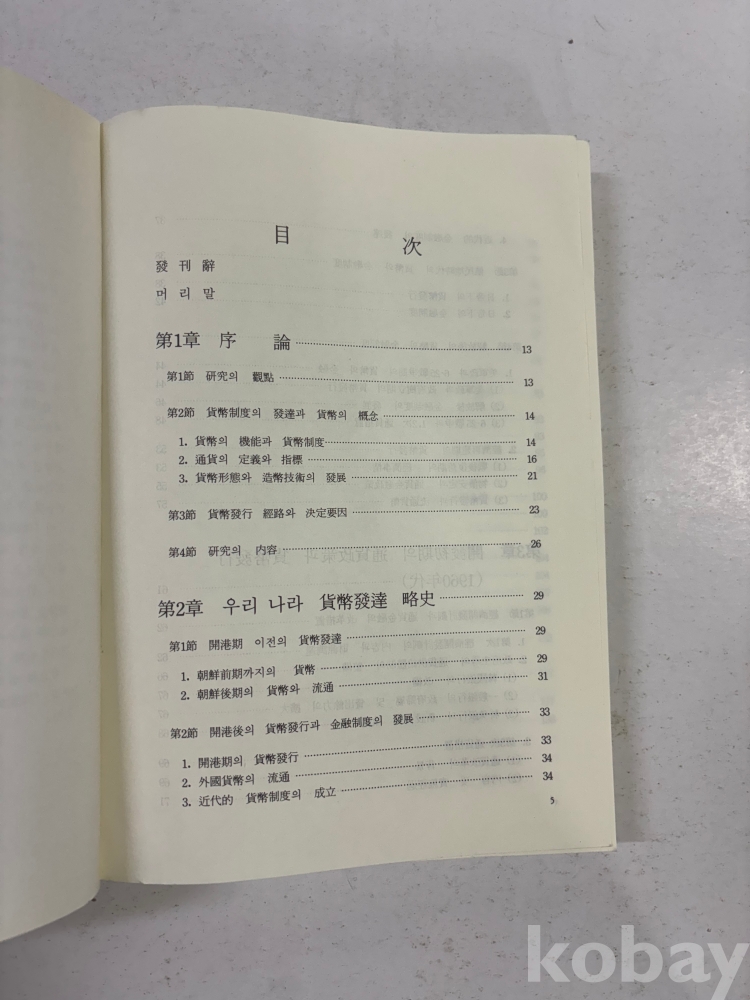 目 次
發 刊 辭
머 리 말
第1章 序 論 13
第1節 硏究의 觀點 13
第2節 貨幣制度의 發達과 貨幣의 槪念 14
1. 貨幣의 機能과 貨幣制度 14
2. 通貨의 定義와 指標 16
3. 貨幣形態와 造幣技術의 發展 21
第3節 貨幣發行 經路와 決定要因 23
第4節 硏究의 內容 26
第2章 우리 나라 貨幣發達 略史 29
第1節 開港期 이전의 貨幣發達 29
1. 朝鮮前期까지의 貨幣 29
2. 朝鮮後期의 貨幣와 流通 31
第2節 開港後의 貨幣發行과 金融制度의 發展 33
1. 開港期의 貨幣發行 33
2. 外國貨幣의 流通 34
3. 近代的 貨幣制度의 成立 34
5
kobay